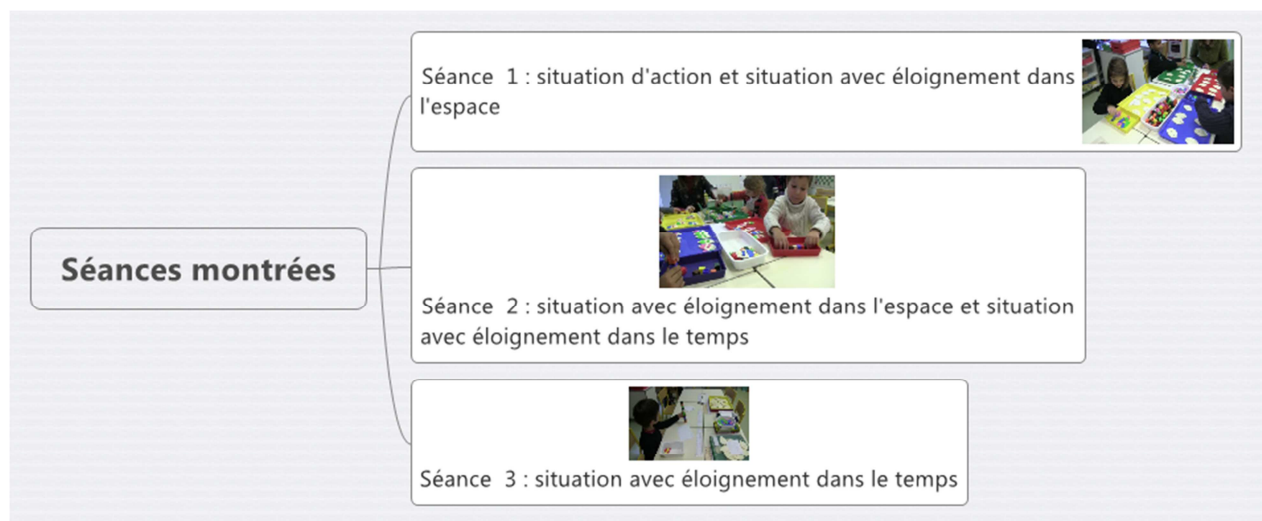 Séances montrées
Séance 1 : situation d'action et situation avec éloignement dans
l'espace
Séance 2 : situation avec éloignement dans l'espace et situation
avec éloignement dans le temps
Séance 3 : situation avec éloignement dans le temps